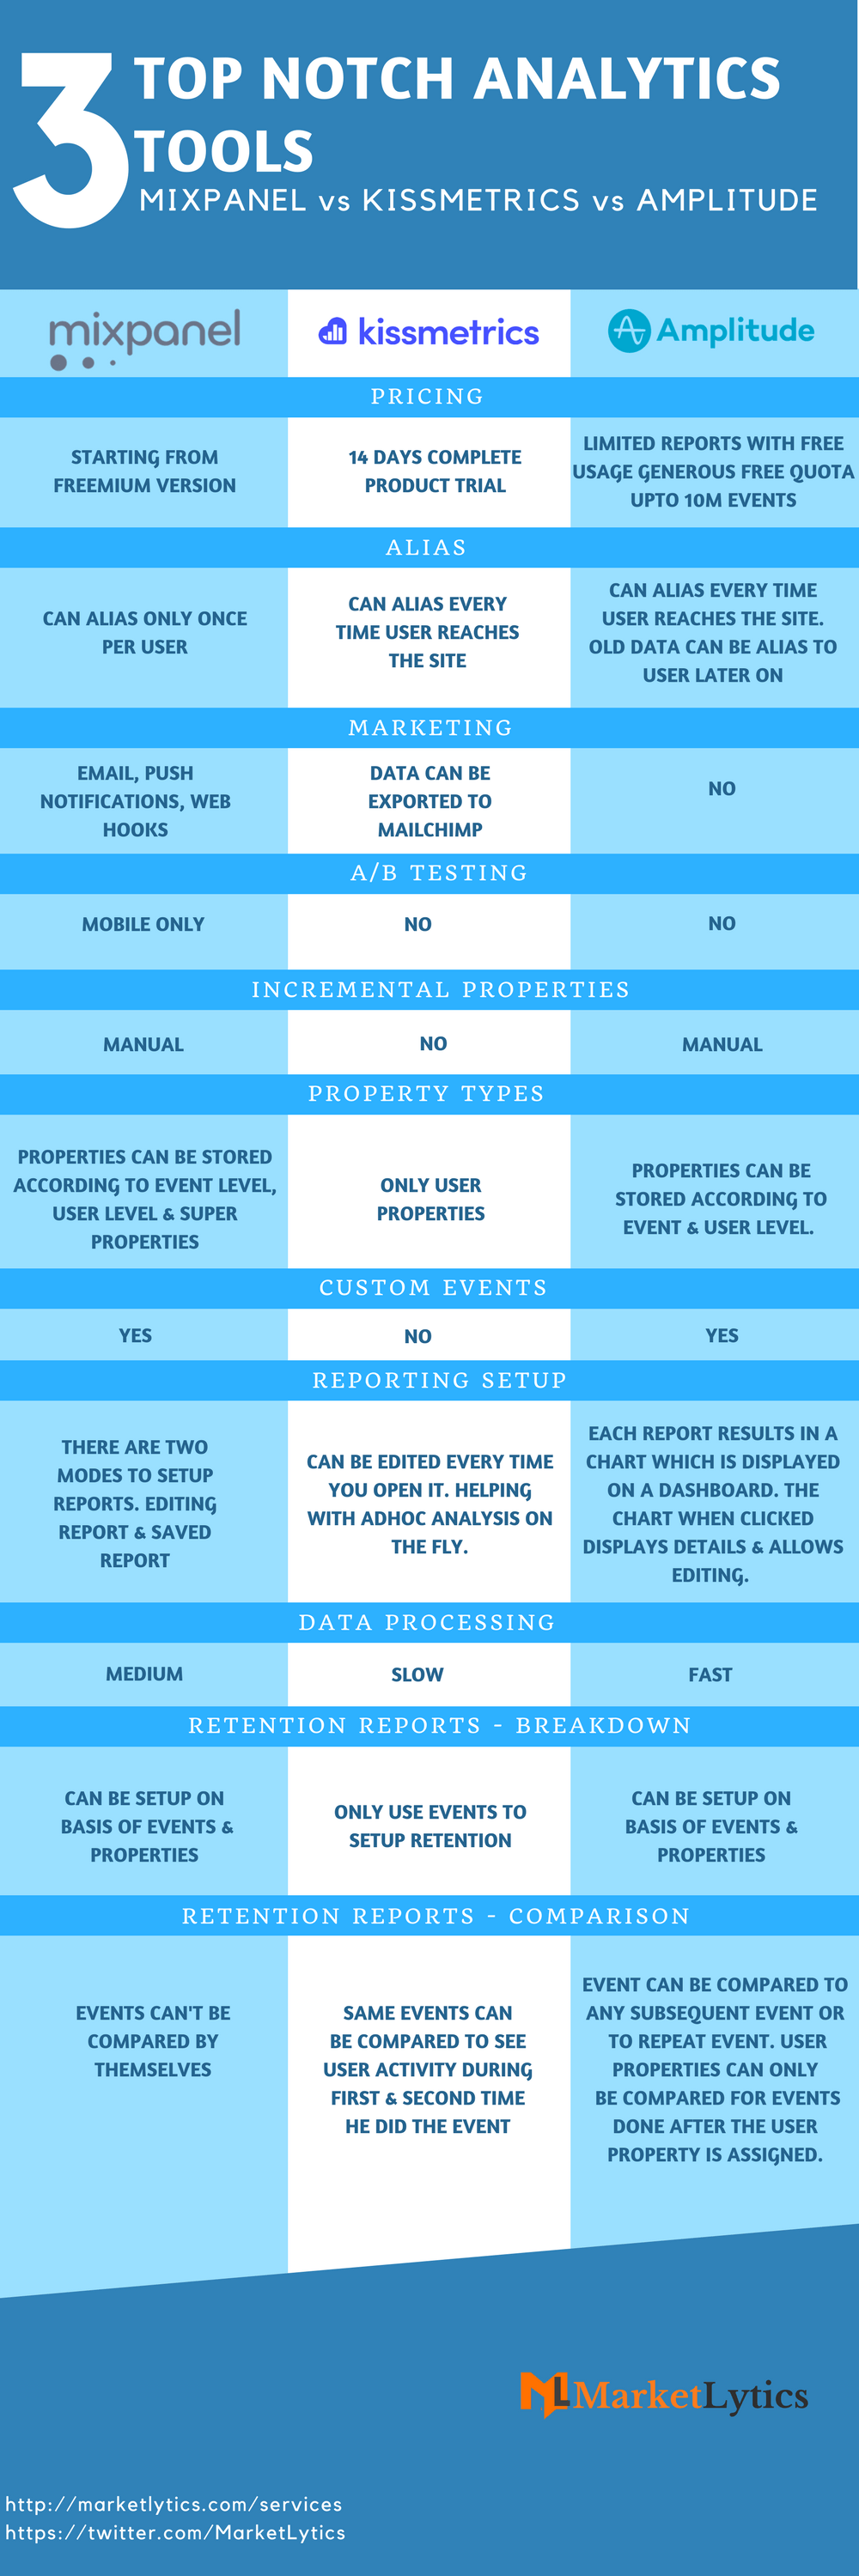 3
TOP NOTCH ANALYTICS
TOOLS
MIXPANEL vs KISSMETRICS vs AMPLITUDE
mixpanel
kissmetrics
Amplitude
PRICING
STARTING FROM
FREEMIUM VERSION
14 DAYS COMPLETE
PRODUCT TRIAL
LIMITED REPORTS WITH FREE
USAGE GENEROUS FREE QUOTA
UPTO 10M EVENTS
ALIAS
CAN ALIAS ONLY ONCE
PER USER
CAN ALIAS EVERY
TIME USER REACHES
THE SITE
CAN ALIAS EVERY TIME
USER REACHES THE SITE.
OLD DATA CAN BE ALIAS TO
USER LATER ON
MARKETING
EMAIL, PUSH
NOTIFICATIONS, WEB
HOOKS
DATA CAN BE
EXPORTED TO
MAILCHIMP
NO
A/B TESTING
MOBILE ONLY
NO
NO
INCREMENTAL PROPERTIES
MANUAL
NO
MANUAL
PROPERTY TYPES
PROPERTIES CAN BE STORED
ACCORDING TO EVENT LEVEL,
USER LEVEL & SUPER
PROPERTIES
ONLY USER
PROPERTIES
PROPERTIES CAN BE
STORED ACCORDING TO
EVENT & USER LEVEL.
CUSTOM EVENTS
YES
NO
YES
REPORTING SETUP
THERE ARE TWO
MODES TO SETUP
REPORTS. EDITING
REPORT & SAVED
REPORT
CAN BE EDITED EVERY TIME
YOU OPEN IT. HELPING
WITH ADHOC ANALYSIS ON
THE FLY.
EACH REPORT RESULTS IN A
CHART WHICH IS DISPLAYED
ON A DASHBOARD. THE
CHART WHEN CLICKED
DISPLAYS DETAILS & ALLOWS
EDITING.
DATA PROCESSING
MEDIUM
SLOW
FAST
RETENTION REPORTS - BREAKDOWN
CAN BE SETUP ON
BASIS OF EVENTS &
PROPERTIES
ONLY USE EVENTS TO
SETUP RETENTION
CAN BE SETUP ON
BASIS OF EVENTS &
PROPERTIES
RETENTION REPORTS - COMPARISON
EVENTS CAN'T BE
COMPARED BY
THEMSELVES
SAME EVENTS CAN
BE COMPARED TO SEE
USER ACTIVITY DURING
FIRST & SECOND TIME
HE DID THE EVENT
EVENT CAN BE COMPARED TO
ANY SUBSEQUENT EVENT OR
TO REPEAT EVENT. USER
PROPERTIES CAN ONLY
BE COMPARED FOR EVENTS
DONE AFTER THE USER
PROPERTY IS ASSIGNED.
ML MarketLytics
http://marketlytics.com/services
https://twitter.com/MarketLytics